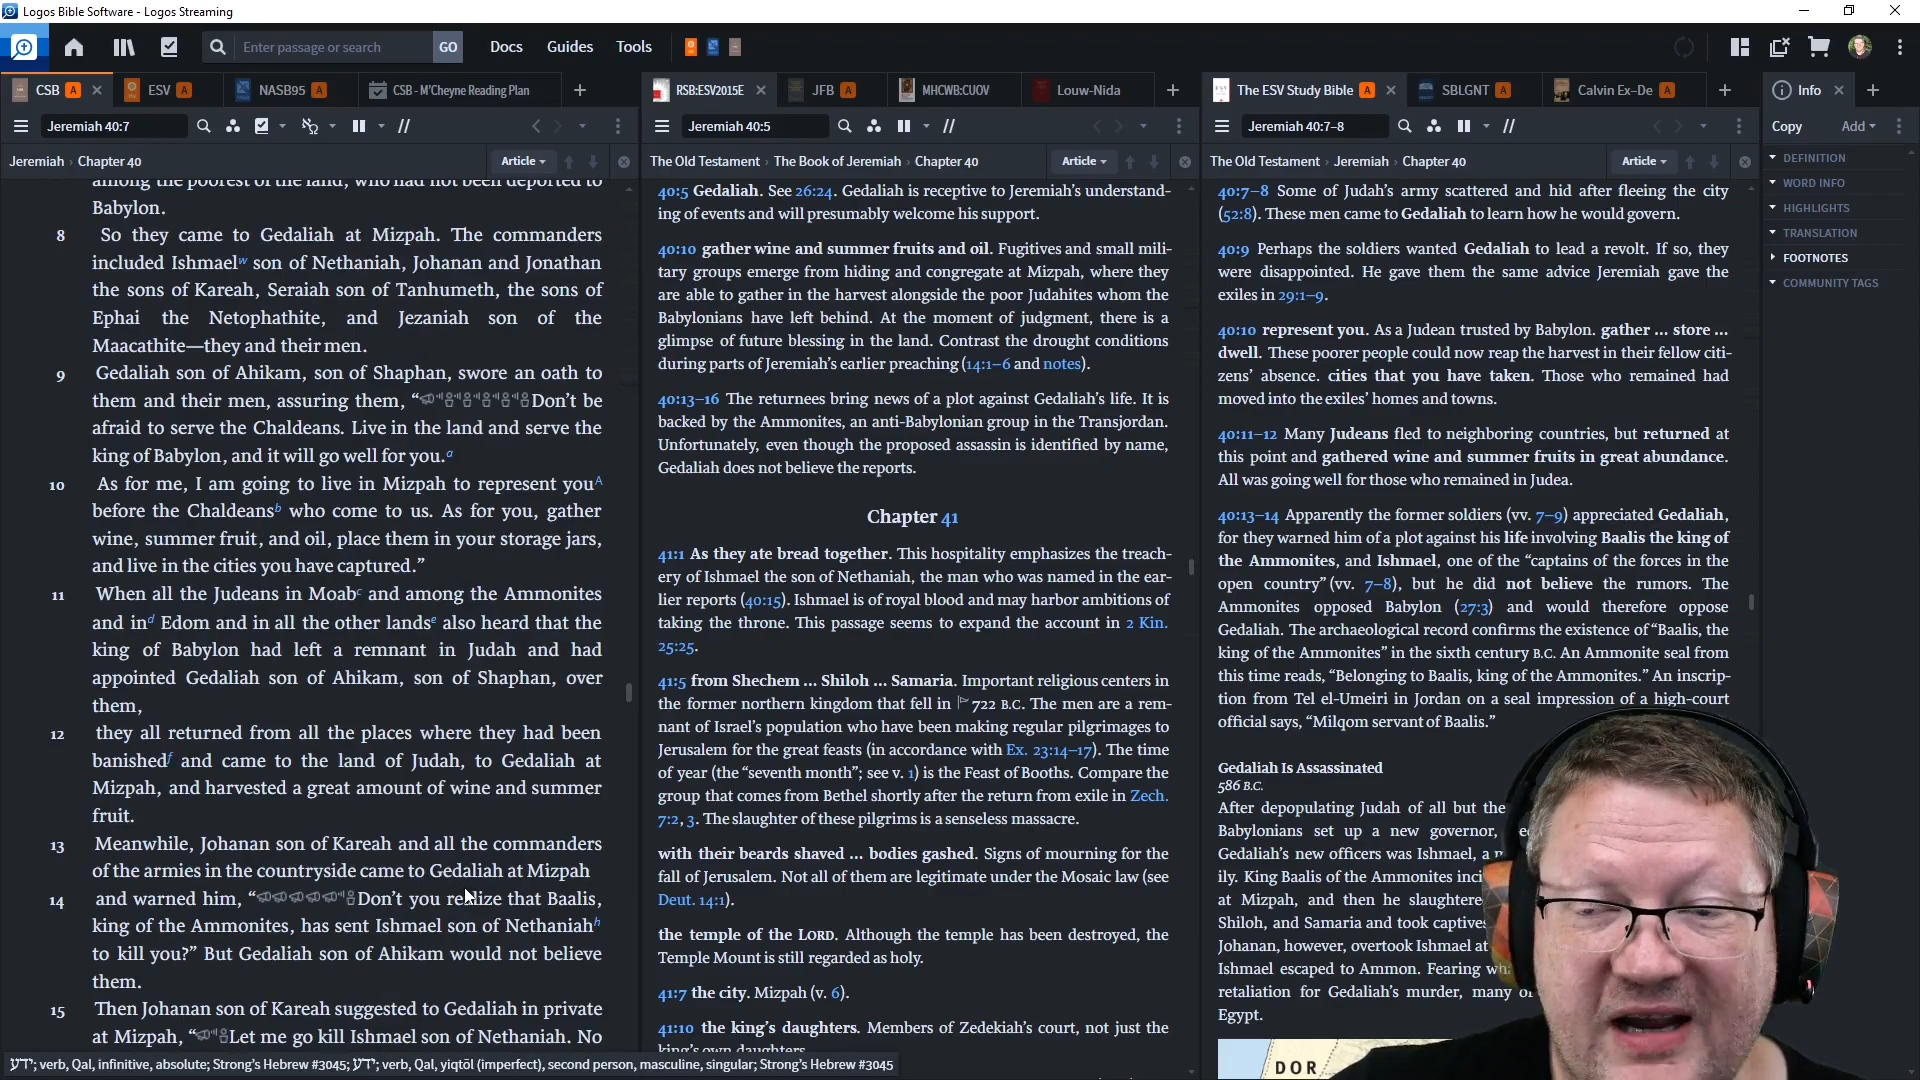 Logos Bible Software - Logos Streaming
Enter passage or search
GO
Docs
Guides
Tools
CSB A
ESV A
NASB95 A
CSB - M'Cheyne Reading Plan
Jeremiah 40:7
Jeremiah › Chapter 40
Article
among the poorest of the land, who had not been deported to
Babylon.
8 So they came to Gedaliah at Mizpah. The commanders
included Ishmaelʷ son of Nethaniah, Johanan and Jonathan
the sons of Kareah, Seraiah son of Tanhumeth, the sons of
Ephai the Netophathite, and Jezaniah son of the
Maacathite—they and their men.
9 Gedaliah son of Ahikam, son of Shaphan, swore an oath to
them and their men, assuring them, “Don’t be
afraid to serve the Chaldeans. Live in the land and serve the
king of Babylon, and it will go well for you.ᵃ
10 As for me, I am going to live in Mizpah to represent youᴬ
before the Chaldeansᵇ who come to us. As for you, gather
wine, summer fruit, and oil, place them in your storage jars,
and live in the cities you have captured.”
11 When all the Judeans in Moabᶜ and among the Ammonites
and inᵈ Edom and in all the other landsᵉ also heard that the
king of Babylon had left a remnant in Judah and had
appointed Gedaliah son of Ahikam, son of Shaphan, over
them,
12 they all returned from all the places where they had been
banishedᶠ and came to the land of Judah, to Gedaliah at
Mizpah, and harvested a great amount of wine and summer
fruit.
13 Meanwhile, Johanan son of Kareah and all the commanders
of the armies in the countryside came to Gedaliah at Mizpah
14 and warned him, “Don’t you realize that Baalis,
king of the Ammonites, has sent Ishmael son of Nethaniahʰ
to kill you?” But Gedaliah son of Ahikam would not believe
them.
15 Then Johanan son of Kareah suggested to Gedaliah in private
at Mizpah, “Let me go kill Ishmael son of Nethaniah. No
ידע; verb, Qal, infinitive, absolute; Strong's Hebrew #3045; ידע; verb, Qal, yiqtōl (imperfect), second person, masculine, singular; Strong's Hebrew #3045
RSB:ESV2015E
JFB A
MHCWB:CUOV
Louw-Nida
Jeremiah 40:5
The Old Testament › The Book of Jeremiah › Chapter 40
Article
40:5 Gedaliah. See 26:24. Gedaliah is receptive to Jeremiah’s understand-
ing of events and will presumably welcome his support.
40:10 gather wine and summer fruits and oil. Fugitives and small mili-
tary groups emerge from hiding and congregate at Mizpah, where they
are able to gather in the harvest alongside the poor Judahites whom the
Babylonians have left behind. At the moment of judgment, there is a
glimpse of future blessing in the land. Contrast the drought conditions
during parts of Jeremiah’s earlier preaching (14:1–6 and notes).
40:13–16 The returnees bring news of a plot against Gedaliah’s life. It is
backed by the Ammonites, an anti-Babylonian group in the Transjordan.
Unfortunately, even though the proposed assassin is identified by name,
Gedaliah does not believe the reports.
Chapter 41
41:1 As they ate bread together. This hospitality emphasizes the treach-
ery of Ishmael the son of Nethaniah, the man who was named in the ear-
lier reports (40:15). Ishmael is of royal blood and may harbor ambitions of
taking the throne. This passage seems to expand the account in 2 Kin.
25:25.
41:5 from Shechem ... Shiloh ... Samaria. Important religious centers in
the former northern kingdom that fell in 722 B.C. The men are a rem-
nant of Israel’s population who have been making regular pilgrimages to
Jerusalem for the great feasts (in accordance with Ex. 23:14–17). The time
of year (the “seventh month”; see v. 1) is the Feast of Booths. Compare the
group that comes from Bethel shortly after the return from exile in Zech.
7:2, 3. The slaughter of these pilgrims is a senseless massacre.
with their beards shaved ... bodies gashed. Signs of mourning for the
fall of Jerusalem. Not all of them are legitimate under the Mosaic law (see
Deut. 14:1).
the temple of the LORD. Although the temple has been destroyed, the
Temple Mount is still regarded as holy.
41:7 the city. Mizpah (v. 6).
41:10 the king’s daughters. Members of Zedekiah’s court, not just the
king’s own daughters.
The ESV Study Bible A
SBLGNT A
Calvin Ex–De A
Jeremiah 40:7–8
The Old Testament › Jeremiah › Chapter 40
Article
40:7–8 Some of Judah’s army scattered and hid after fleeing the city
(52:8). These men came to Gedaliah to learn how he would govern.
40:9 Perhaps the soldiers wanted Gedaliah to lead a revolt. If so, they
were disappointed. He gave them the same advice Jeremiah gave the
exiles in 29:1–9.
40:10 represent you. As a Judean trusted by Babylon. gather ... store ...
dwell. These poorer people could now reap the harvest in their fellow citi-
zens’ absence. cities that you have taken. Those who remained had
moved into the exiles’ homes and towns.
40:11–12 Many Judeans fled to neighboring countries, but returned at
this point and gathered wine and summer fruits in great abundance.
All was going well for those who remained in Judea.
40:13–14 Apparently the former soldiers (vv. 7–9) appreciated Gedaliah,
for they warned him of a plot against his life involving Baalis the king of
the Ammonites, and Ishmael, one of the “captains of the forces in the
open country” (vv. 7–8), but he did not believe the rumors. The
Ammonites opposed Babylon (27:3) and would therefore oppose
Gedaliah. The archaeological record confirms the existence of “Baalis, the
king of the Ammonites” in the sixth century B.C. An Ammonite seal from
this time reads, “Belonging to Baalis, king of the Ammonites.” An inscrip-
tion from Tel el-Umeiri in Jordan on a seal impression of a high-court
official says, “Milqom servant of Baalis.”
Gedaliah Is Assassinated
586 B.C.
After depopulating Judah of all but the
Babylonians set up a new governor,
Gedaliah’s new officers was Ishmael, a
ily. King Baalis of the Ammonites
at Mizpah, and then he slaughtered
Shiloh, and Samaria and took captives
Johanan, however, overtook Ishmael at
Ishmael escaped to Ammon. Fearing
retaliation for Gedaliah’s murder, many
Egypt.
DOR
Info
Copy
Add
DEFINITION
WORD INFO
HIGHLIGHTS
TRANSLATION
FOOTNOTES
COMMUNITY TAGS